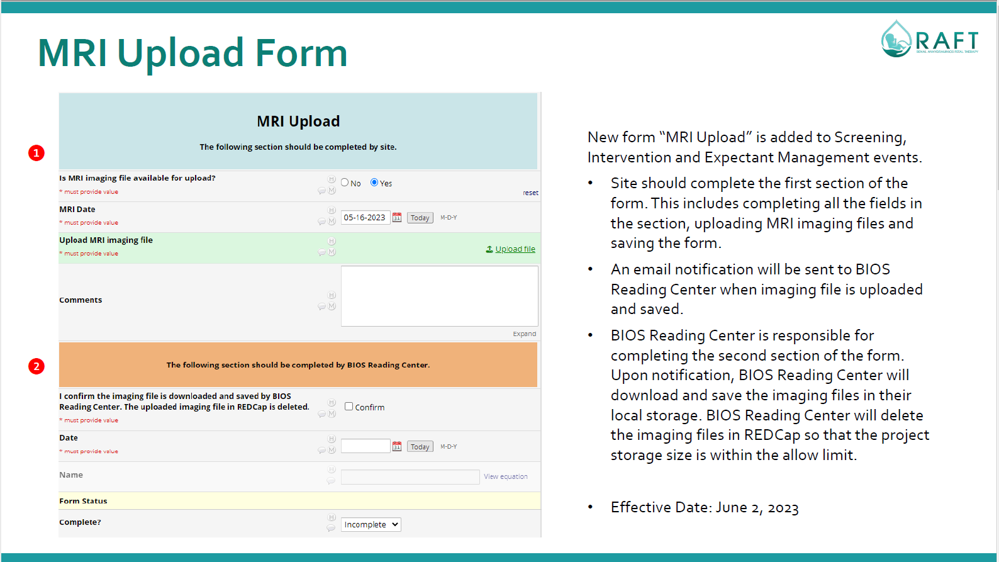 MRI Upload Form
RAFT
RENAL ANHYDRAMNIOS FETAL THERAPY
MRI Upload
The following section should be completed by site.
1
Is MRI imaging file available for upload?
* must provide value
H
M
No
Yes
reset
MRI Date
* must provide value
H
M
05-16-2023
31
Today
M-D-Y
Upload MRI imaging file
* must provide value
H
M
Upload file
Comments
H
M
Expand
2
The following section should be completed by BIOS Reading Center.
I confirm the imaging file is downloaded and saved by BIOS
Reading Center. The uploaded imaging file in REDCap is deleted.
* must provide value
H
M
Confirm
Date
* must provide value
H
M
31
Today
M-D-Y
Name
H
View equation
Form Status
Complete?
H
Incomplete
New form “MRI Upload” is added to Screening,
Intervention and Expectant Management events.
• Site should complete the first section of the
form. This includes completing all the fields in
the section, uploading MRI imaging files and
saving the form.
• An email notification will be sent to BIOS
Reading Center when imaging file is uploaded
and saved.
• BIOS Reading Center is responsible for
completing the second section of the form.
Upon notification, BIOS Reading Center will
download and save the imaging files in their
local storage. BIOS Reading Center will delete
the imaging files in REDCap so that the project
storage size is within the allow limit.
• Effective Date: June 2, 2023